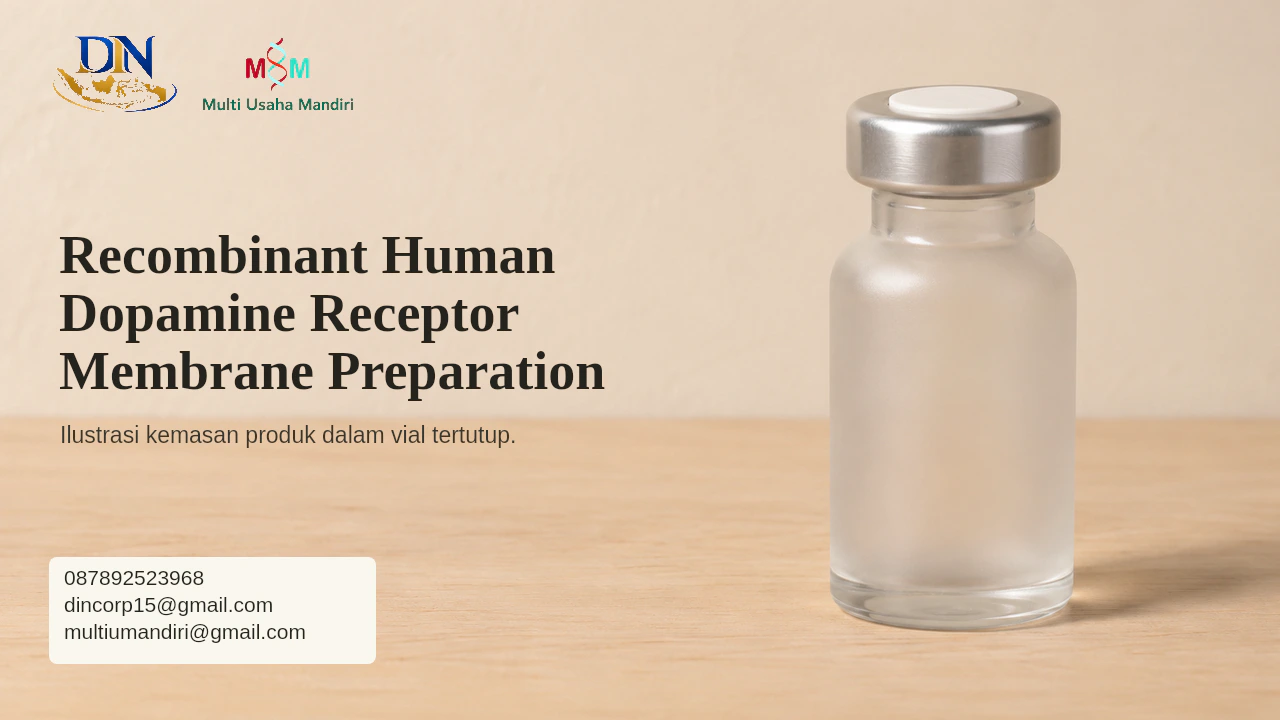 DIN
MSM
Multi Usaha Mandiri
Recombinant Human
Dopamine Receptor
Membrane Preparation
Ilustrasi kemasan produk dalam vial tertutup.
087892523968
dincorp15@gmail.com
multiumandiri@gmail.com